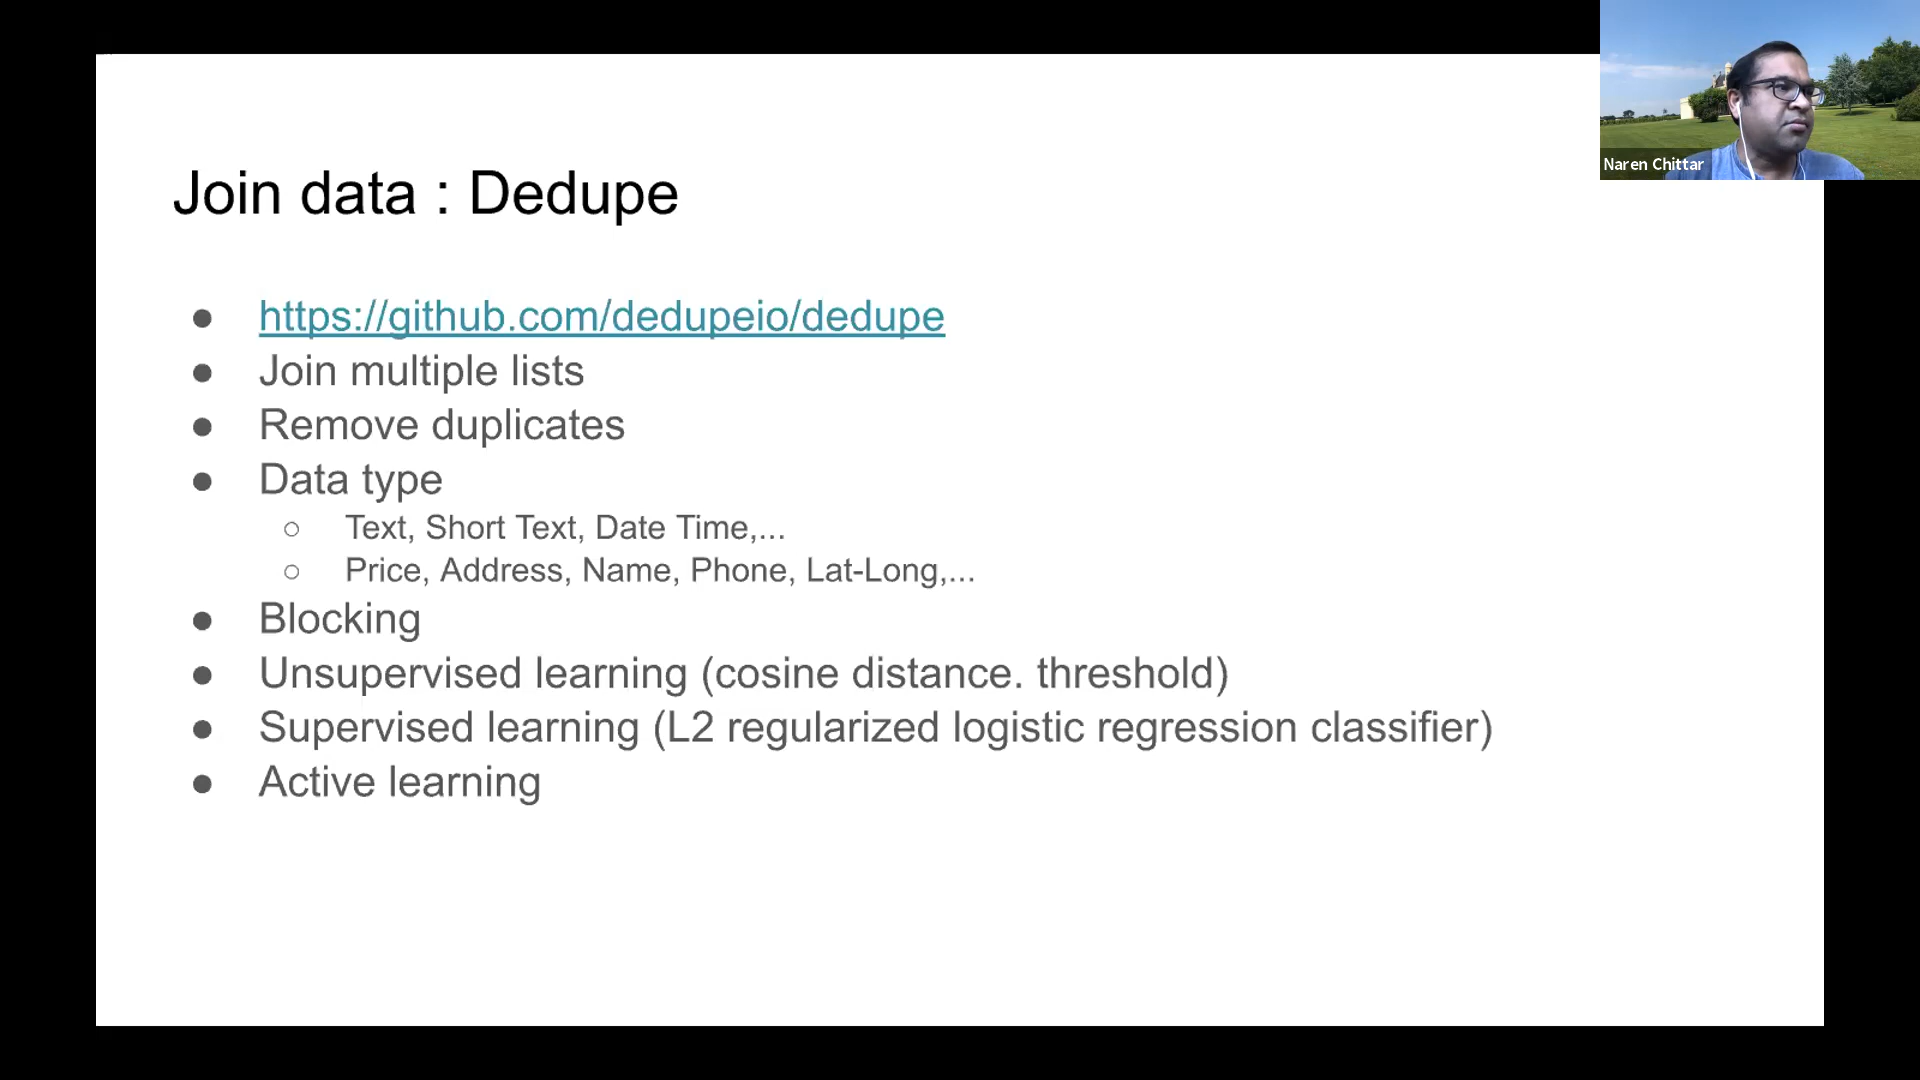 Naren Chittar
Join data : Dedupe
● https://github.com/dedupeio/dedupe
● Join multiple lists
● Remove duplicates
● Data type
○ Text, Short Text, Date Time,...
○ Price, Address, Name, Phone, Lat-Long,...
● Blocking
● Unsupervised learning (cosine distance. threshold)
● Supervised learning (L2 regularized logistic regression classifier)
● Active learning